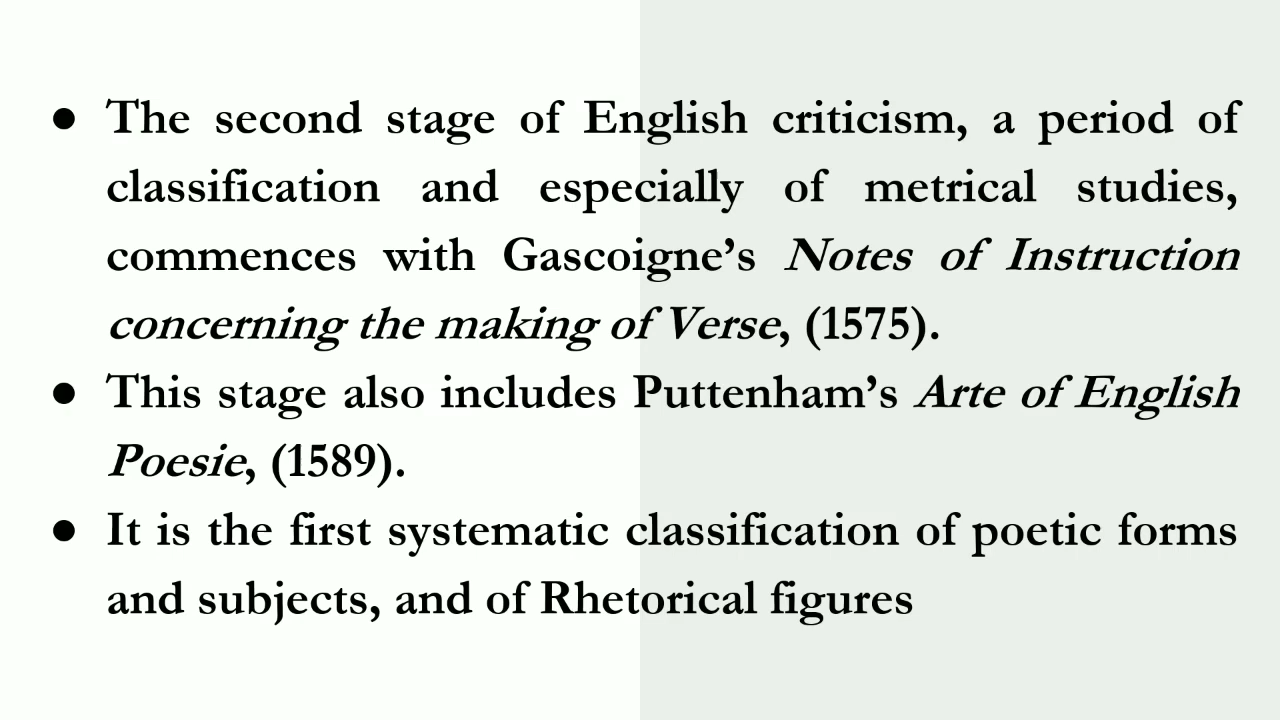 ● The second stage of English criticism, a period of
classification and especially of metrical studies,
commences with Gascoigne’s Notes of Instruction
concerning the making of Verse, (1575).
● This stage also includes Puttenham’s Arte of English
Poesie, (1589).
● It is the first systematic classification of poetic forms
and subjects, and of Rhetorical figures